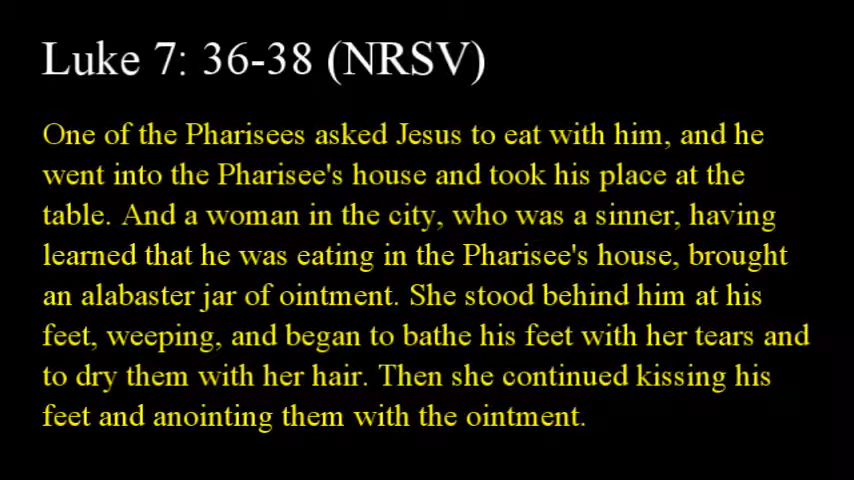 Luke 7: 36-38 (NRSV)
One of the Pharisees asked Jesus to eat with him, and he
went into the Pharisee's house and took his place at the
table. And a woman in the city, who was a sinner, having
learned that he was eating in the Pharisee's house, brought
an alabaster jar of ointment. She stood behind him at his
feet, weeping, and began to bathe his feet with her tears and
to dry them with her hair. Then she continued kissing his
feet and anointing them with the ointment.